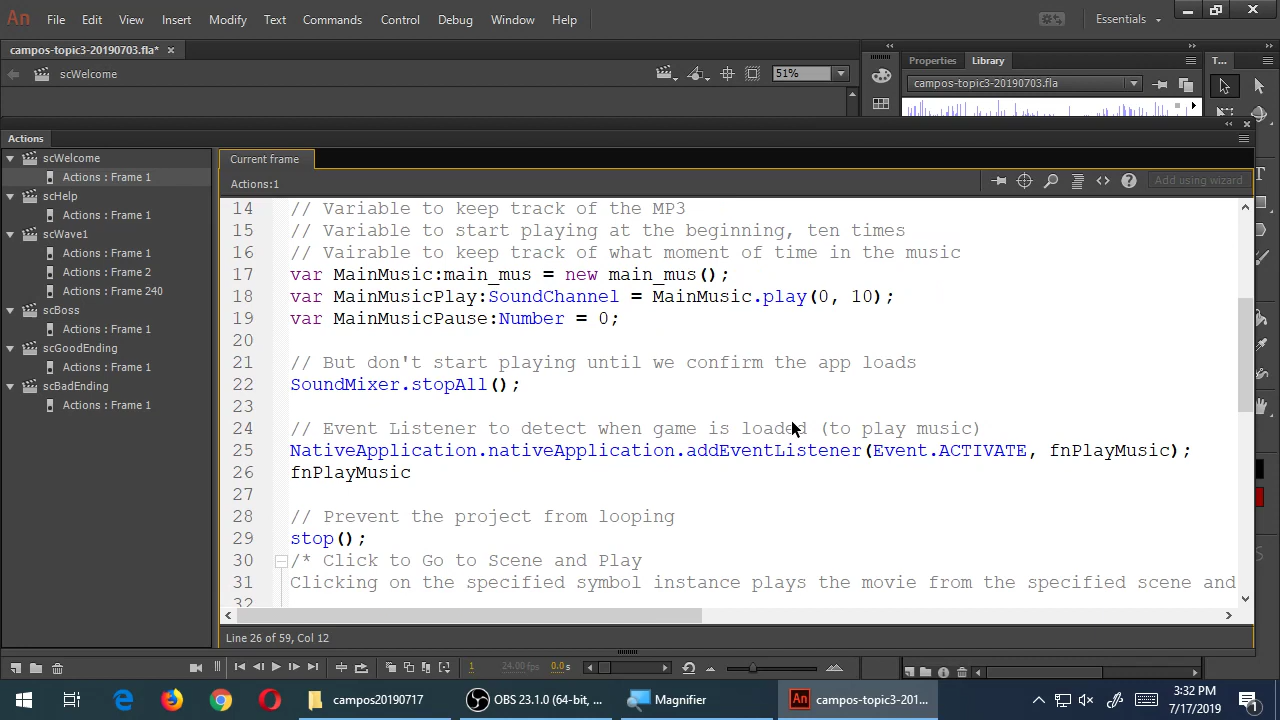 An File Edit View Insert Modify Text Commands Control Debug Window Help Essentials
campos-topic3-20190703.fla* ×
scWelcome 51%
Properties Library T...
campos-topic3-20190703.fla
Actions
scWelcome
Actions : Frame 1
scHelp
Actions : Frame 1
scWave1
Actions : Frame 1
Actions : Frame 2
Actions : Frame 240
scBoss
Actions : Frame 1
scGoodEnding
Actions : Frame 1
scBadEnding
Actions : Frame 1
Current frame
Actions:1 Add using wizard
14 // Variable to keep track of the MP3
15 // Variable to start playing at the beginning, ten times
16 // Vairable to keep track of what moment of time in the music
17 var MainMusic:main_mus = new main_mus();
18 var MainMusicPlay:SoundChannel = MainMusic.play(0, 10);
19 var MainMusicPause:Number = 0;
20
21 // But don't start playing until we confirm the app loads
22 SoundMixer.stopAll();
23
24 // Event Listener to detect when game is loaded (to play music)
25 NativeApplication.nativeApplication.addEventListener(Event.ACTIVATE, fnPlayMusic);
26 fnPlayMusic
27
28 // Prevent the project from looping
29 stop();
30 /* Click to Go to Scene and Play
31 Clicking on the specified symbol instance plays the movie from the specified scene and
32
Line 26 of 59, Col 12
1 24.00 fps 0.0 s
campos20190717 OBS 23.1.0 (64-bit, ... Magnifier An campos-topic3-201... 3:32 PM
7/17/2019 1